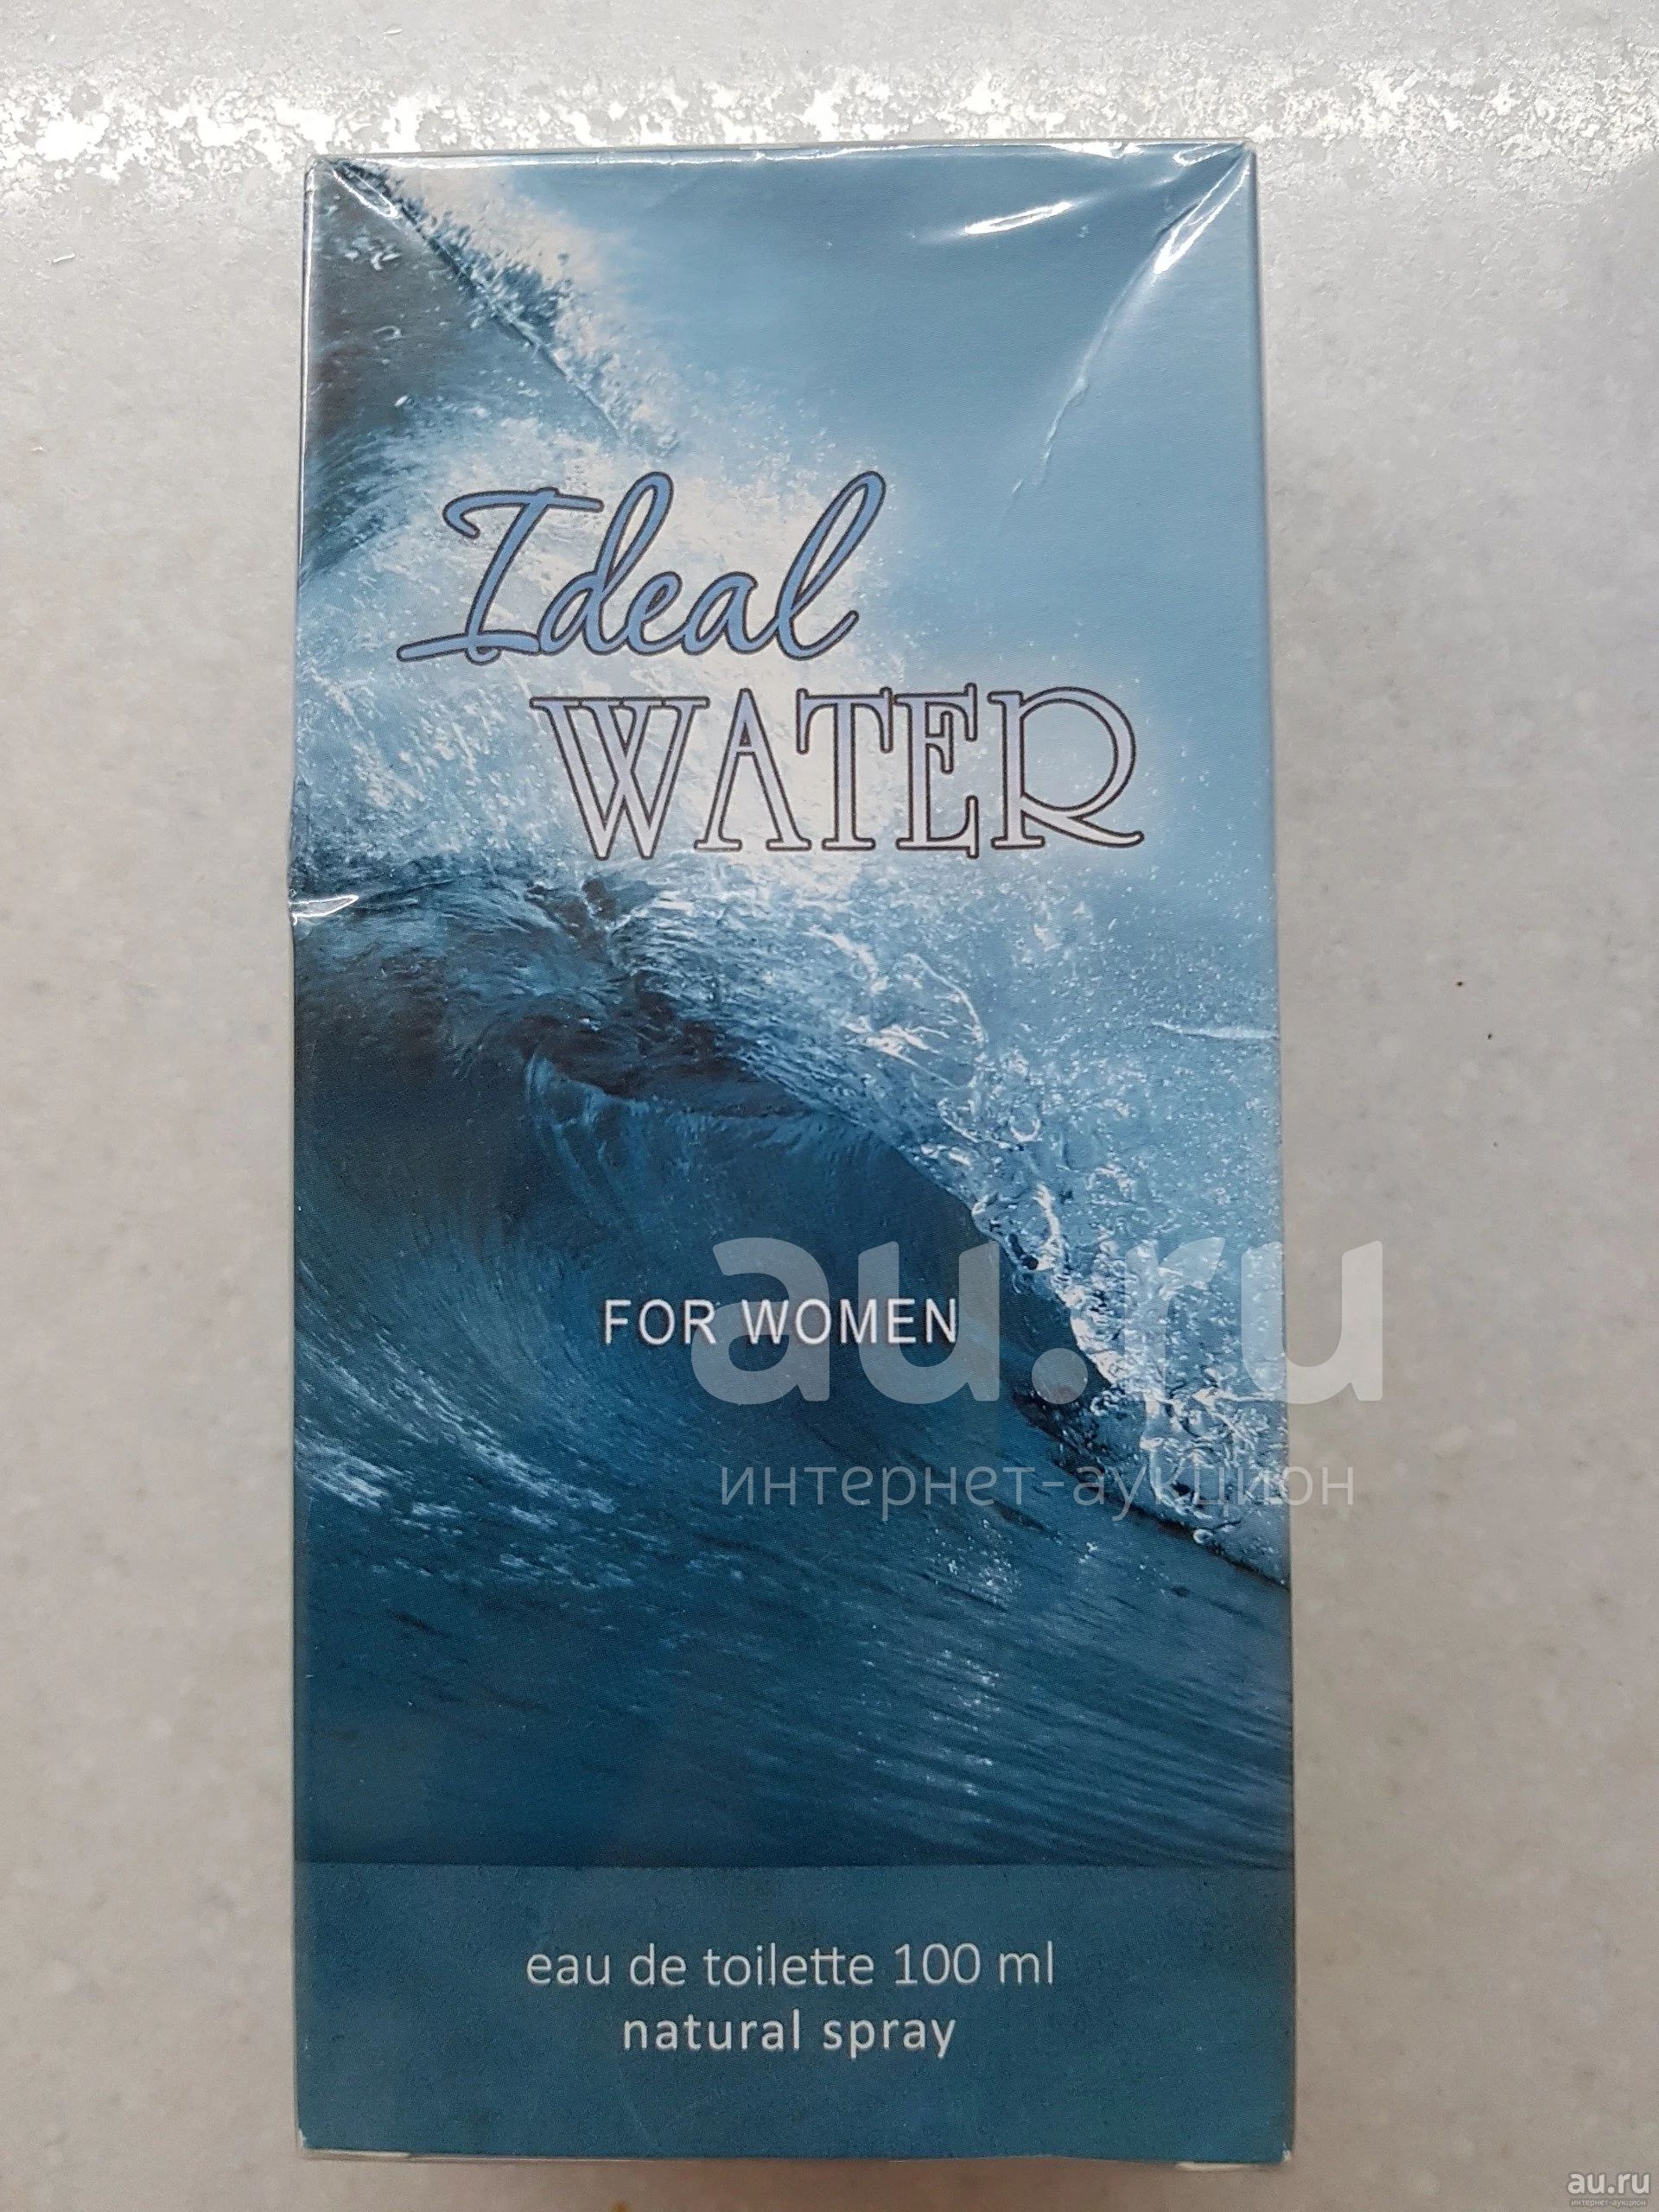 Ideal
WATER
FOR WOMEN
au.ru
интернет-аукцион
eau de toilette 100 ml
natural spray
au.ru
интернет-аукцион